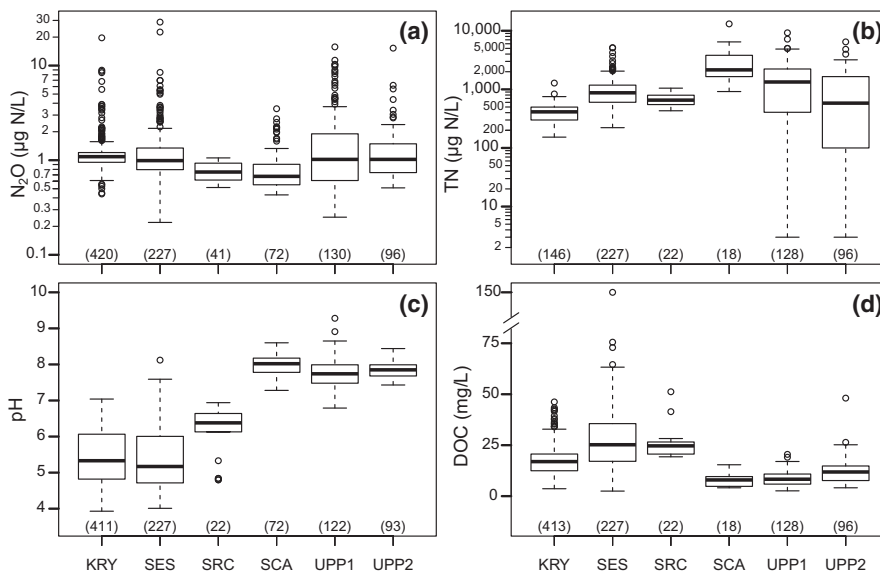 (a)
N₂O (µg N/L)
30
20
10
5
3
2
1
0.7
0.5
0.3
0.2
0.1
(420) (227) (41) (72) (130) (96)
(b)
TN (µg N/L)
10,000
5,000
2,000
1,000
500
200
100
50
20
10
5
2
(146) (227) (22) (18) (128) (96)
(c)
pH
10
9
8
7
6
5
4
(411) (227) (22) (72) (122) (93)
KRY SES SRC SCA UPP1 UPP2
(d)
DOC (mg/L)
150
75
50
25
0
(413) (227) (22) (18) (128) (96)
KRY SES SRC SCA UPP1 UPP2